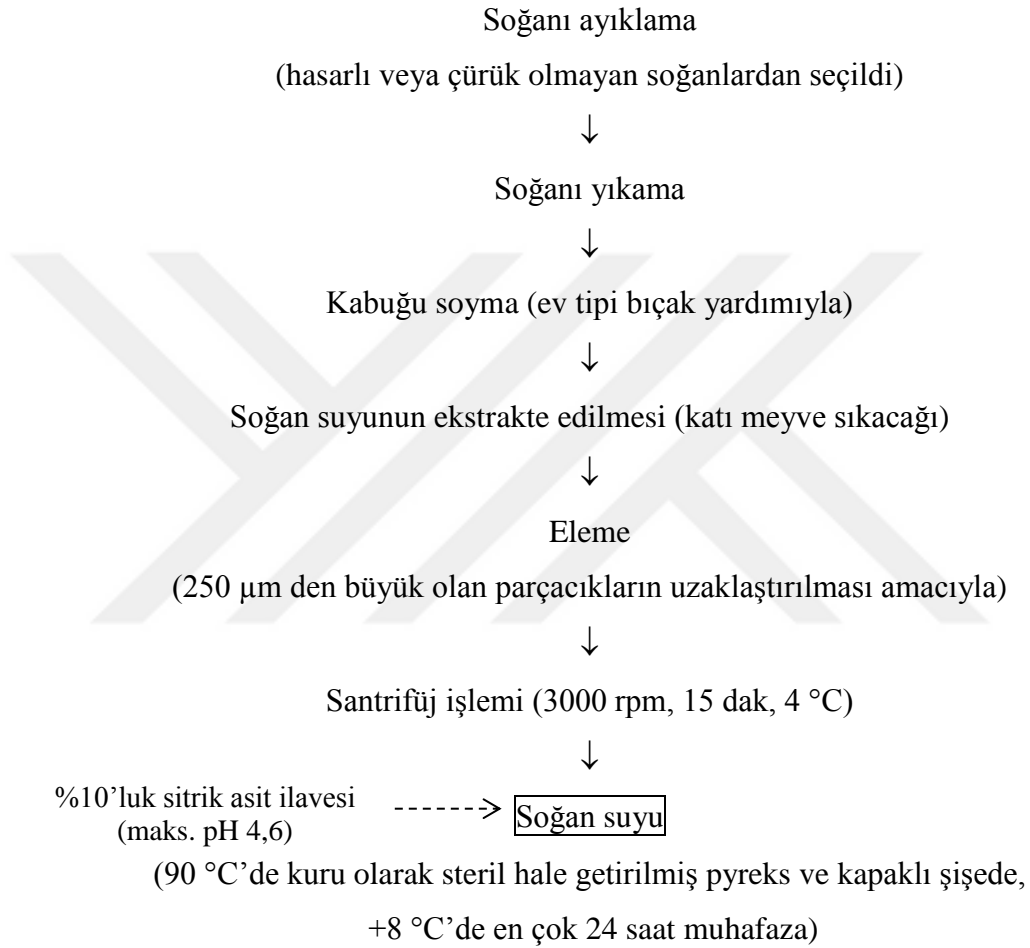 Soğanı ayıklama
(hasarlı veya çürük olmayan soğanlardan seçildi)
↓
Soğanı yıkama
↓
Kabuğu soyma (ev tipi bıçak yardımıyla)
↓
Soğan suyunun ekstrakte edilmesi (katı meyve sıkacağı)
↓
Eleme
(250 µm den büyük olan parçacıkların uzaklaştırılması amacıyla)
↓
Santrifüj işlemi (3000 rpm, 15 dak, 4 °C)
↓
%10’luk sitrik asit ilavesi
(maks. pH 4,6)
Soğan suyu
(90 °C’de kuru olarak steril hale getirilmiş pyreks ve kapaklı şişede,
+8 °C’de en çok 24 saat muhafaza)